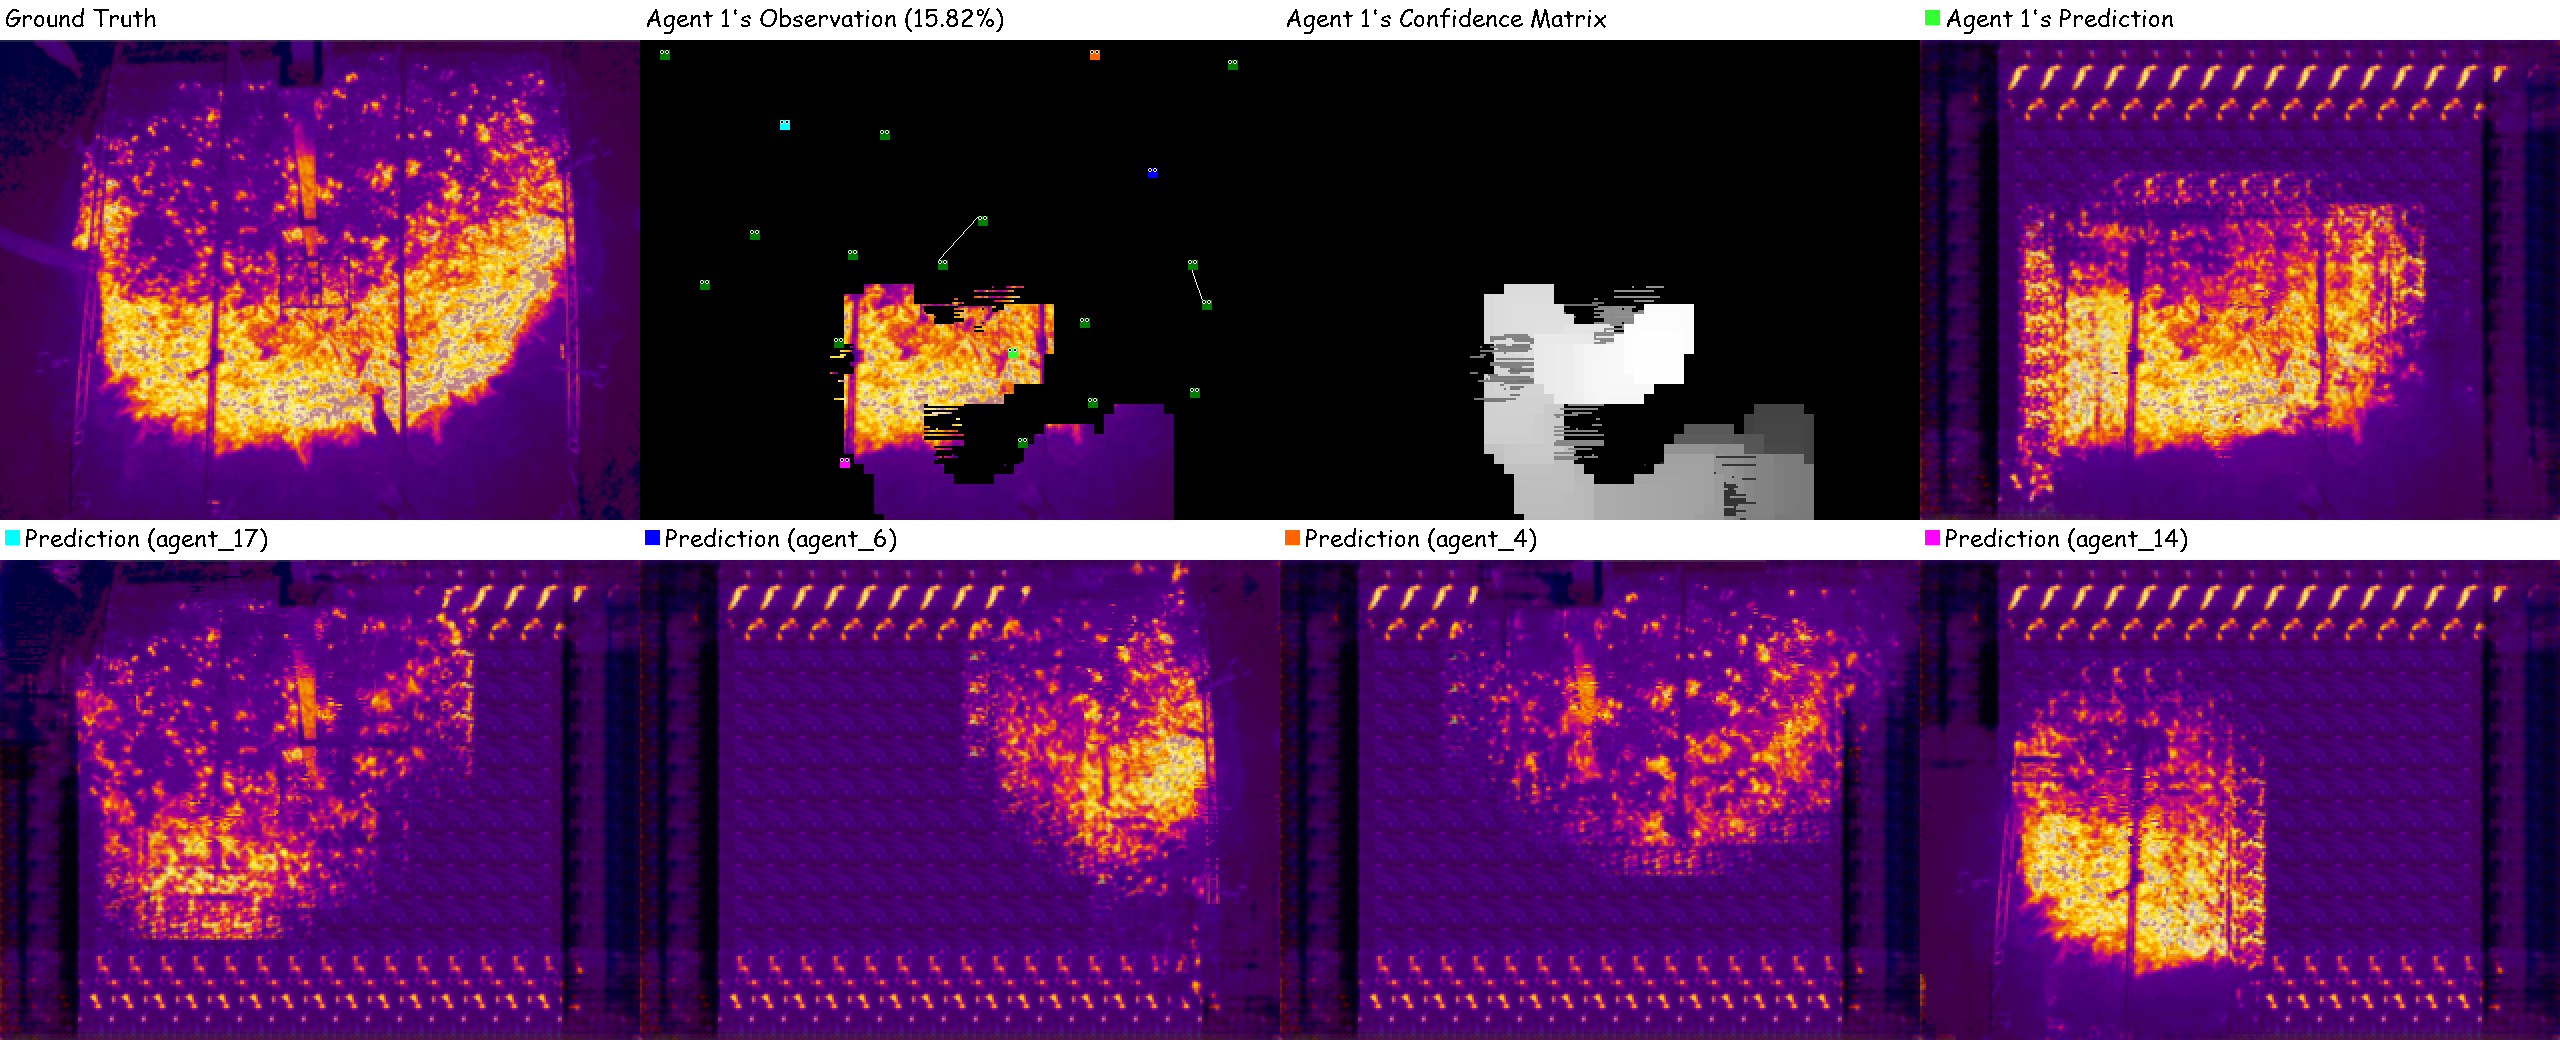 Ground Truth
Agent 1's Observation (15.82%)
Agent 1's Confidence Matrix
Agent 1's Prediction
Prediction (agent_17)
Prediction (agent_6)
Prediction (agent_4)
Prediction (agent_14)